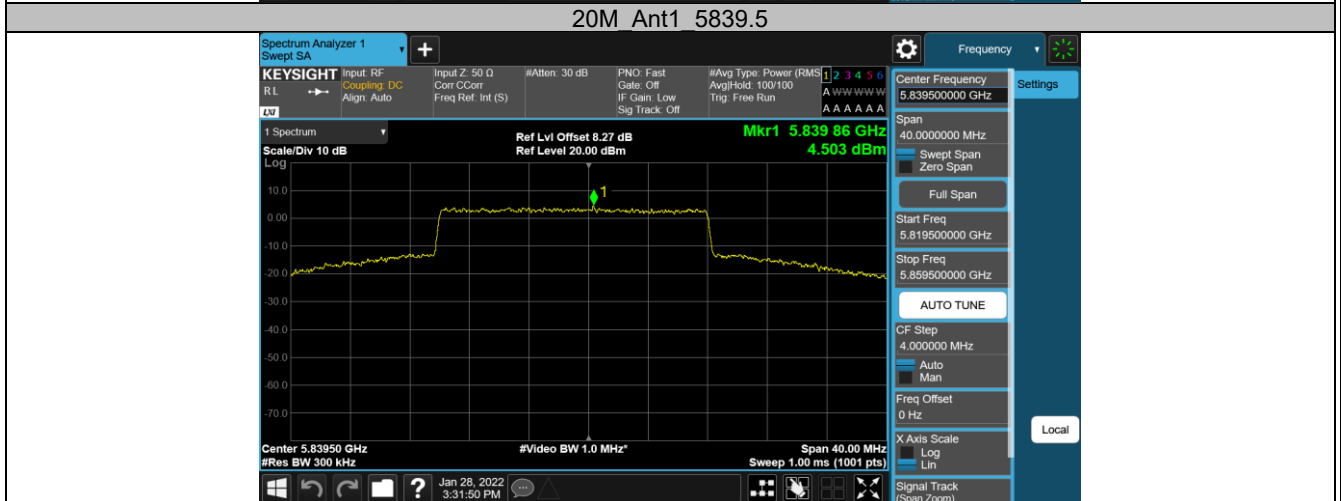 20M_Ant1_5839.5
Spectrum Analyzer 1
Swept SA
+
Frequency
KEYSIGHT
RL
LXI
Input: RF
Coupling: DC
Align: Auto
Input Z: 50 Ω
Corr CCorr
Freq Ref: Int (S)
#Atten: 30 dB
PNO: Fast
Gate: Off
IF Gain: Low
Sig Track: Off
#Avg Type: Power (RMS
Avg|Hold: 100/100
Trig: Free Run
1 2 3 4 5 6
A W W W W W
A A A A A A
1 Spectrum
Scale/Div 10 dB
Log
Ref Lvl Offset 8.27 dB
Ref Level 20.00 dBm
Mkr1 5.839 86 GHz
4.503 dBm
1
10.0
0.00
-10.0
-20.0
-30.0
-40.0
-50.0
-60.0
-70.0
Center 5.83950 GHz
#Res BW 300 kHz
#Video BW 1.0 MHz*
Span 40.00 MHz
Sweep 1.00 ms (1001 pts)
Center Frequency
5.839500000 GHz
Settings
Span
40.0000000 MHz
Swept Span
Zero Span
Full Span
Start Freq
5.819500000 GHz
Stop Freq
5.859500000 GHz
AUTO TUNE
CF Step
4.000000 MHz
Auto
Man
Freq Offset
0 Hz
X Axis Scale
Log
Lin
Local
Signal Track
(Span Zoom)
?
Jan 28, 2022
3:31:50 PM